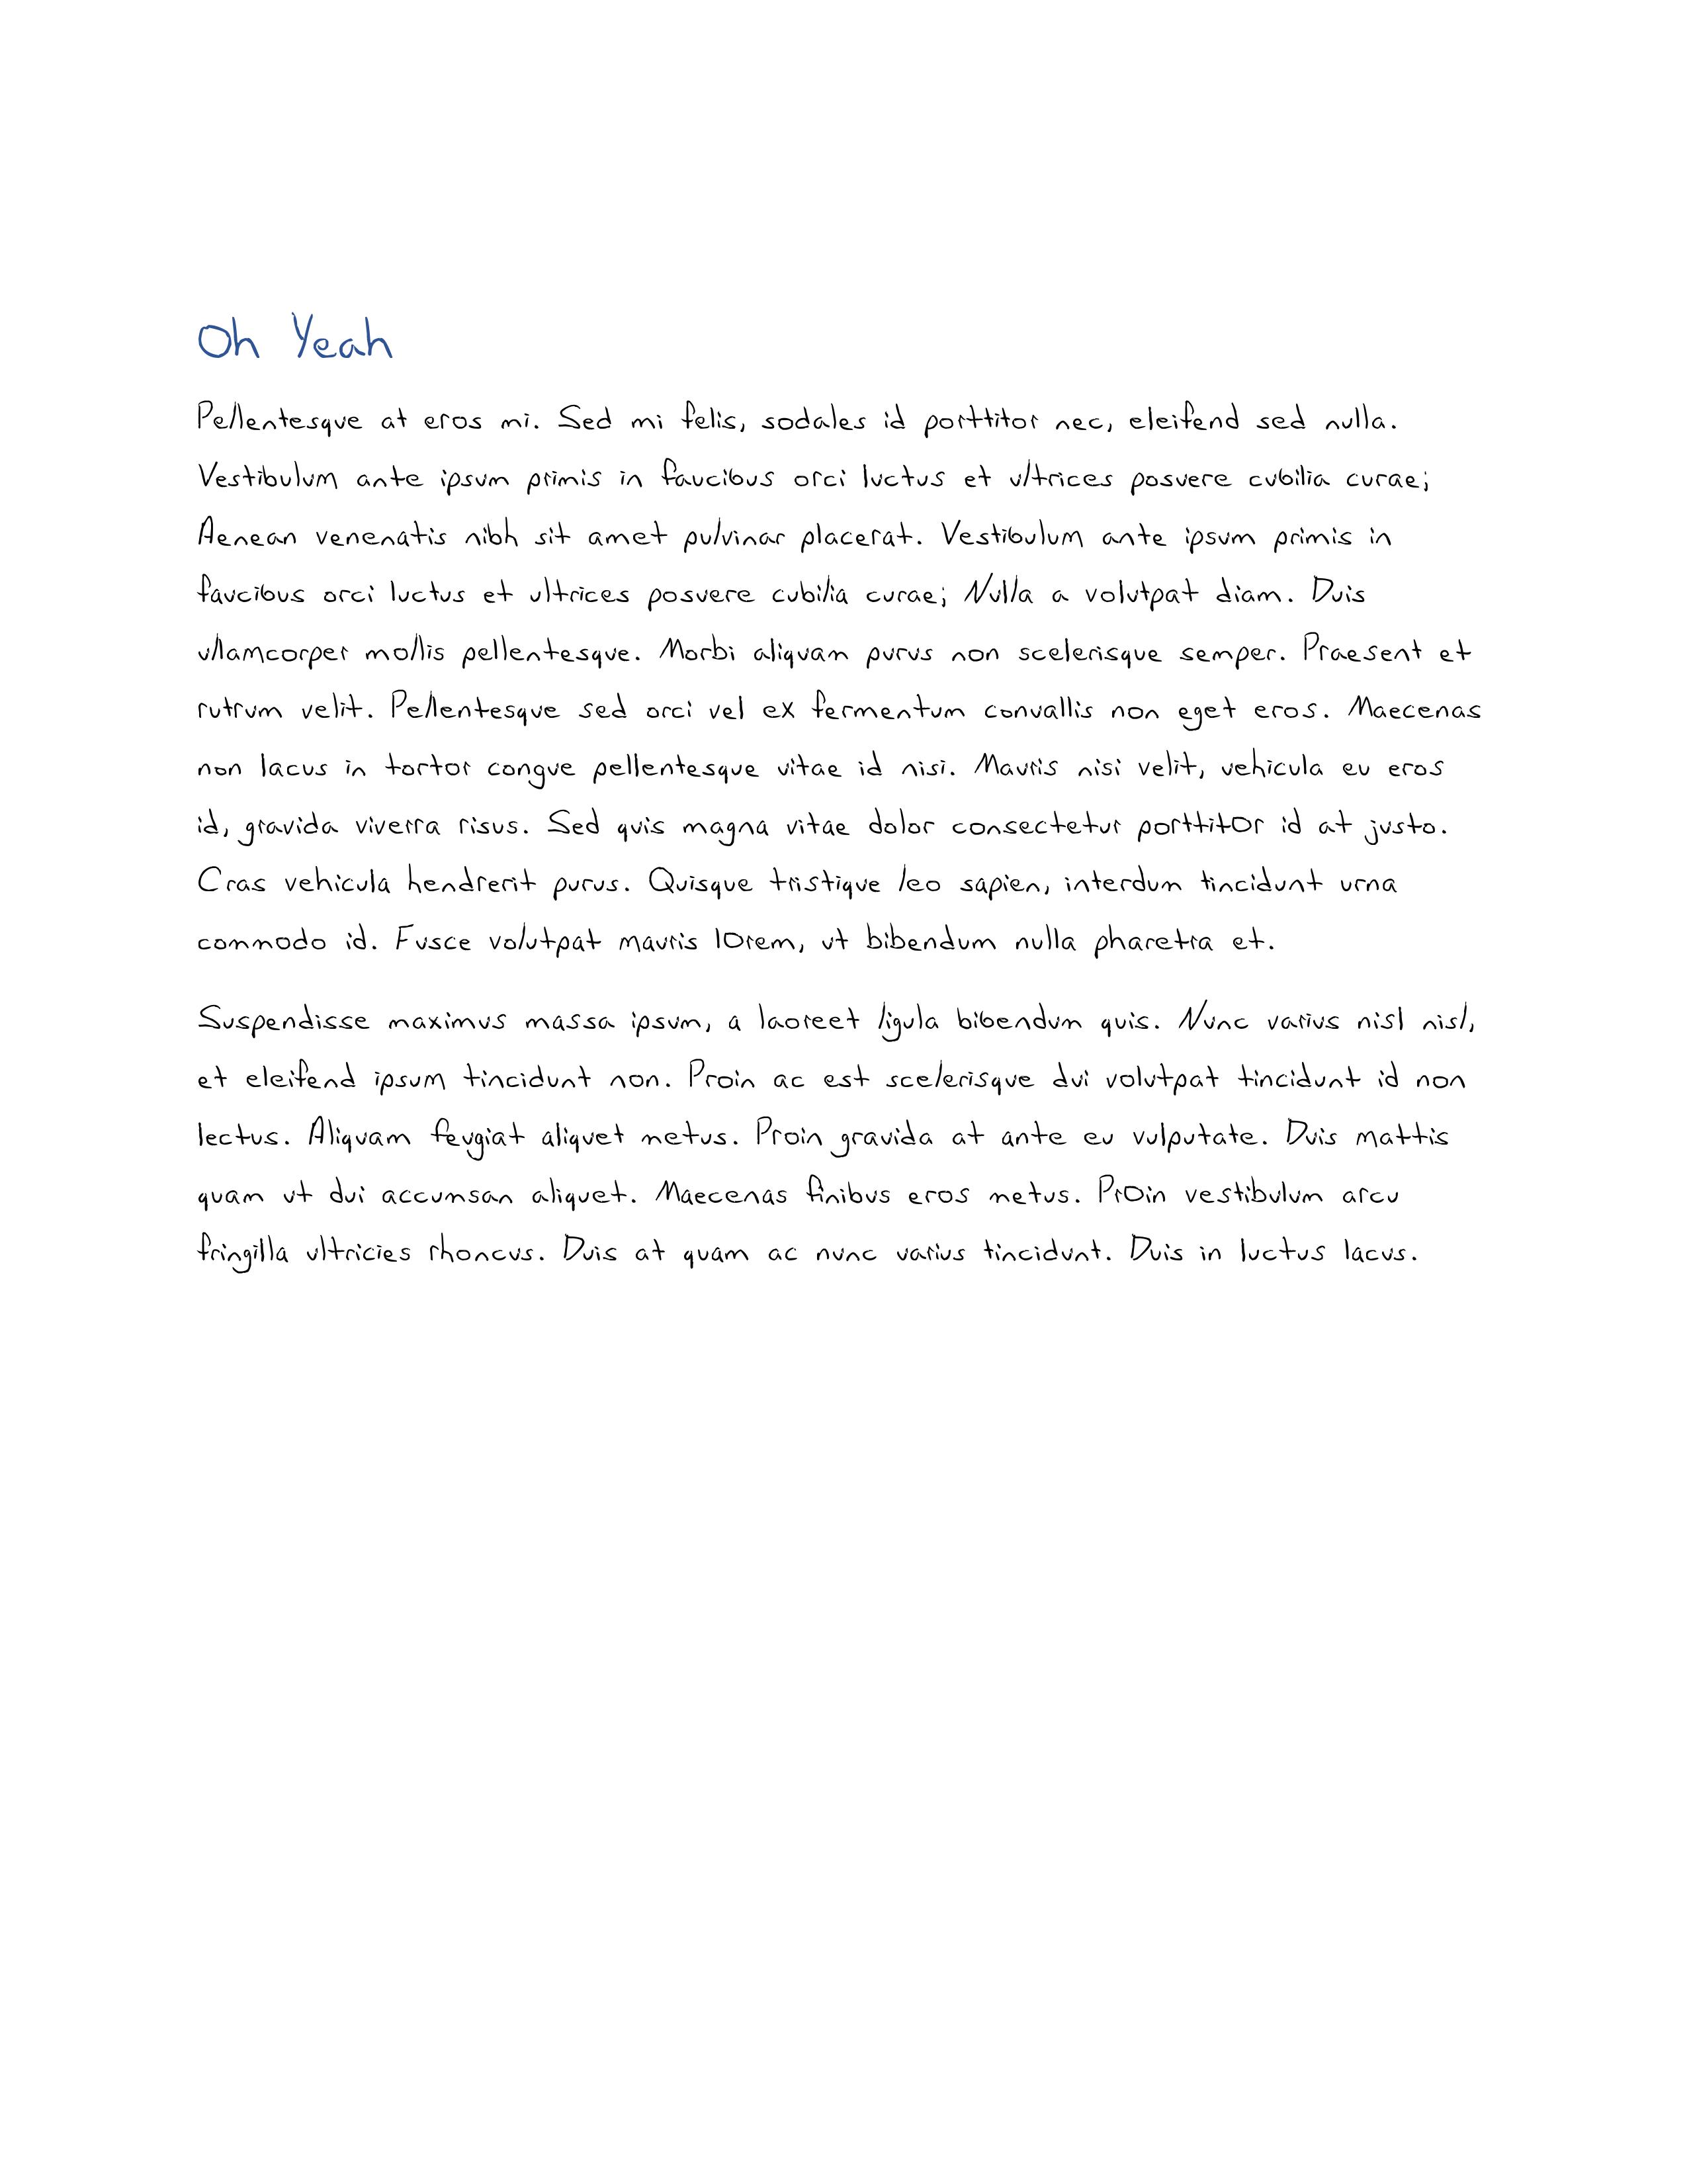 Oh Yeah
Pellentesque at eros mi. Sed mi felis, sodales id porttitor nec, eleifend sed nulla.
Vestibulum ante ipsum primis in faucibus orci luctus et ultrices posuere cubilia curae;
Aenean venenatis nibh sit amet pulvinar placerat. Vestibulum ante ipsum primis in
faucibus orci luctus et ultrices posuere cubilia curae; Nulla a volutpat diam. Duis
ullamcorper mollis pellentesque. Morbi aliquam purus non scelerisque semper. Praesent et
rutrum velit. Pellentesque sed orci vel ex fermentum convallis non eget eros. Maecenas
non lacus in tortor congue pellentesque vitae id nisi. Mauris nisi velit, vehicula eu eros
id, gravida viverra risus. Sed quis magna vitae dolor consectetur porttitor id at justo.
Cras vehicula hendrerit purus. Quisque tristique leo sapien, interdum tincidunt urna
commodo id. Fusce volutpat mauris lorem, ut bibendum nulla pharetra et.
Suspendisse maximus massa ipsum, a laoreet ligula bibendum quis. Nunc varius nisl nisl,
et eleifend ipsum tincidunt non. Proin ac est scelerisque dui volutpat tincidunt id non
lectus. Aliquam feugiat aliquet metus. Proin gravida at ante eu vulputate. Duis mattis
quam ut dui accumsan aliquet. Maecenas finibus eros metus. Proin vestibulum arcu
fringilla ultricies rhoncus. Duis at quam ac nunc varius tincidunt. Duis in luctus lacus.